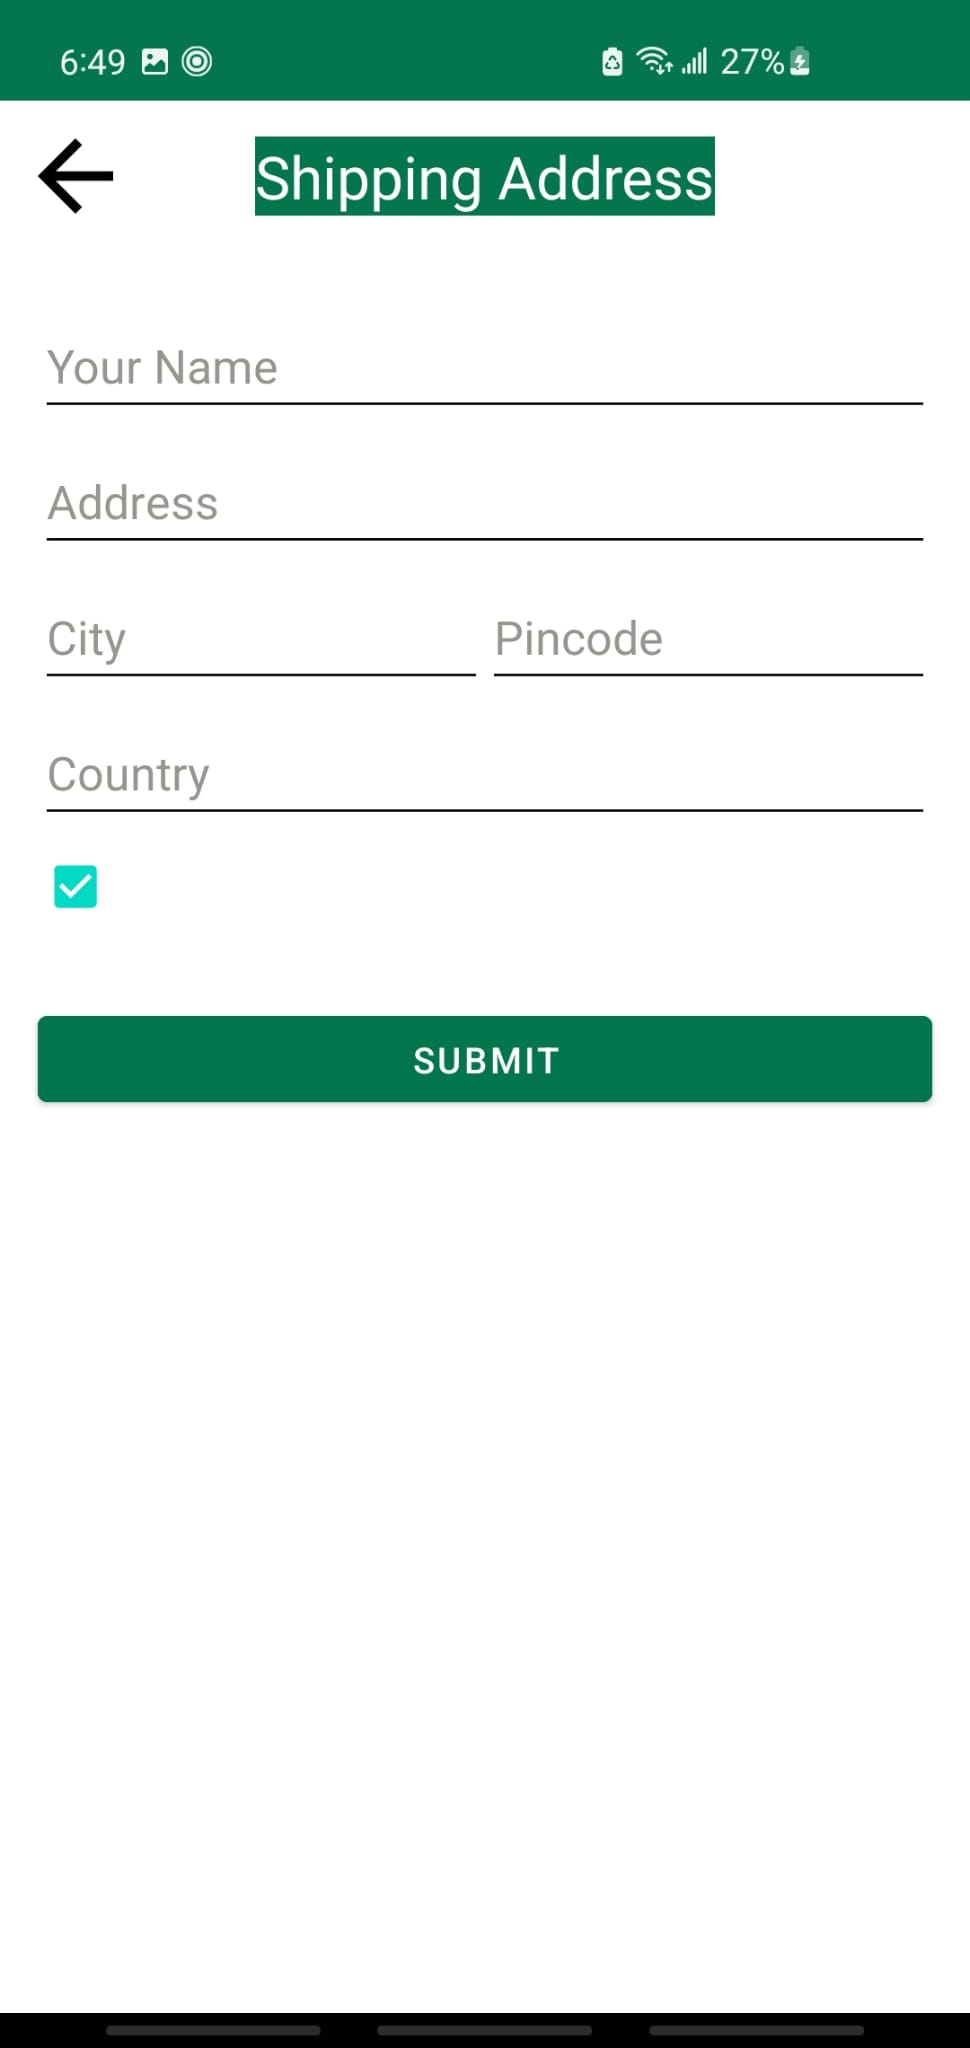 6:49 27%
Shipping Address
Your Name
Address
City Pincode
Country
SUBMIT